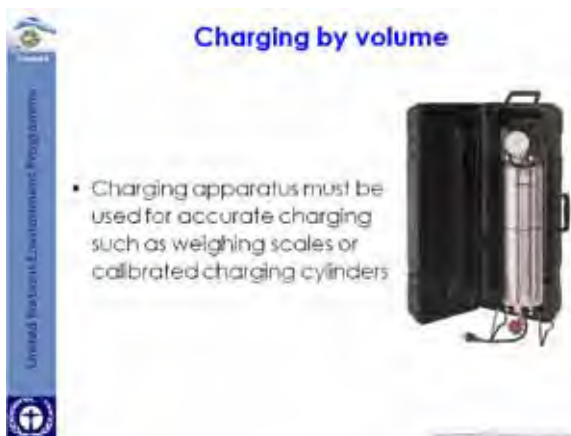 Charging by volume
• Charging apparatus must be
used for accurate charging
such as weighing scales or
calibrated charging cylinders
United Nations Environment Programme